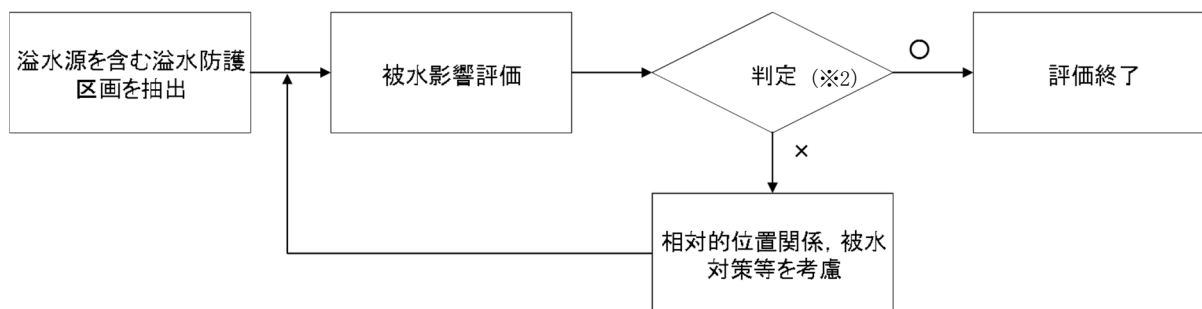 溢水源を含む溢水防護
区画を抽出
被水影響評価
判定 (※2)
○
評価終了
×
相対的位置関係，被水
対策等を考慮